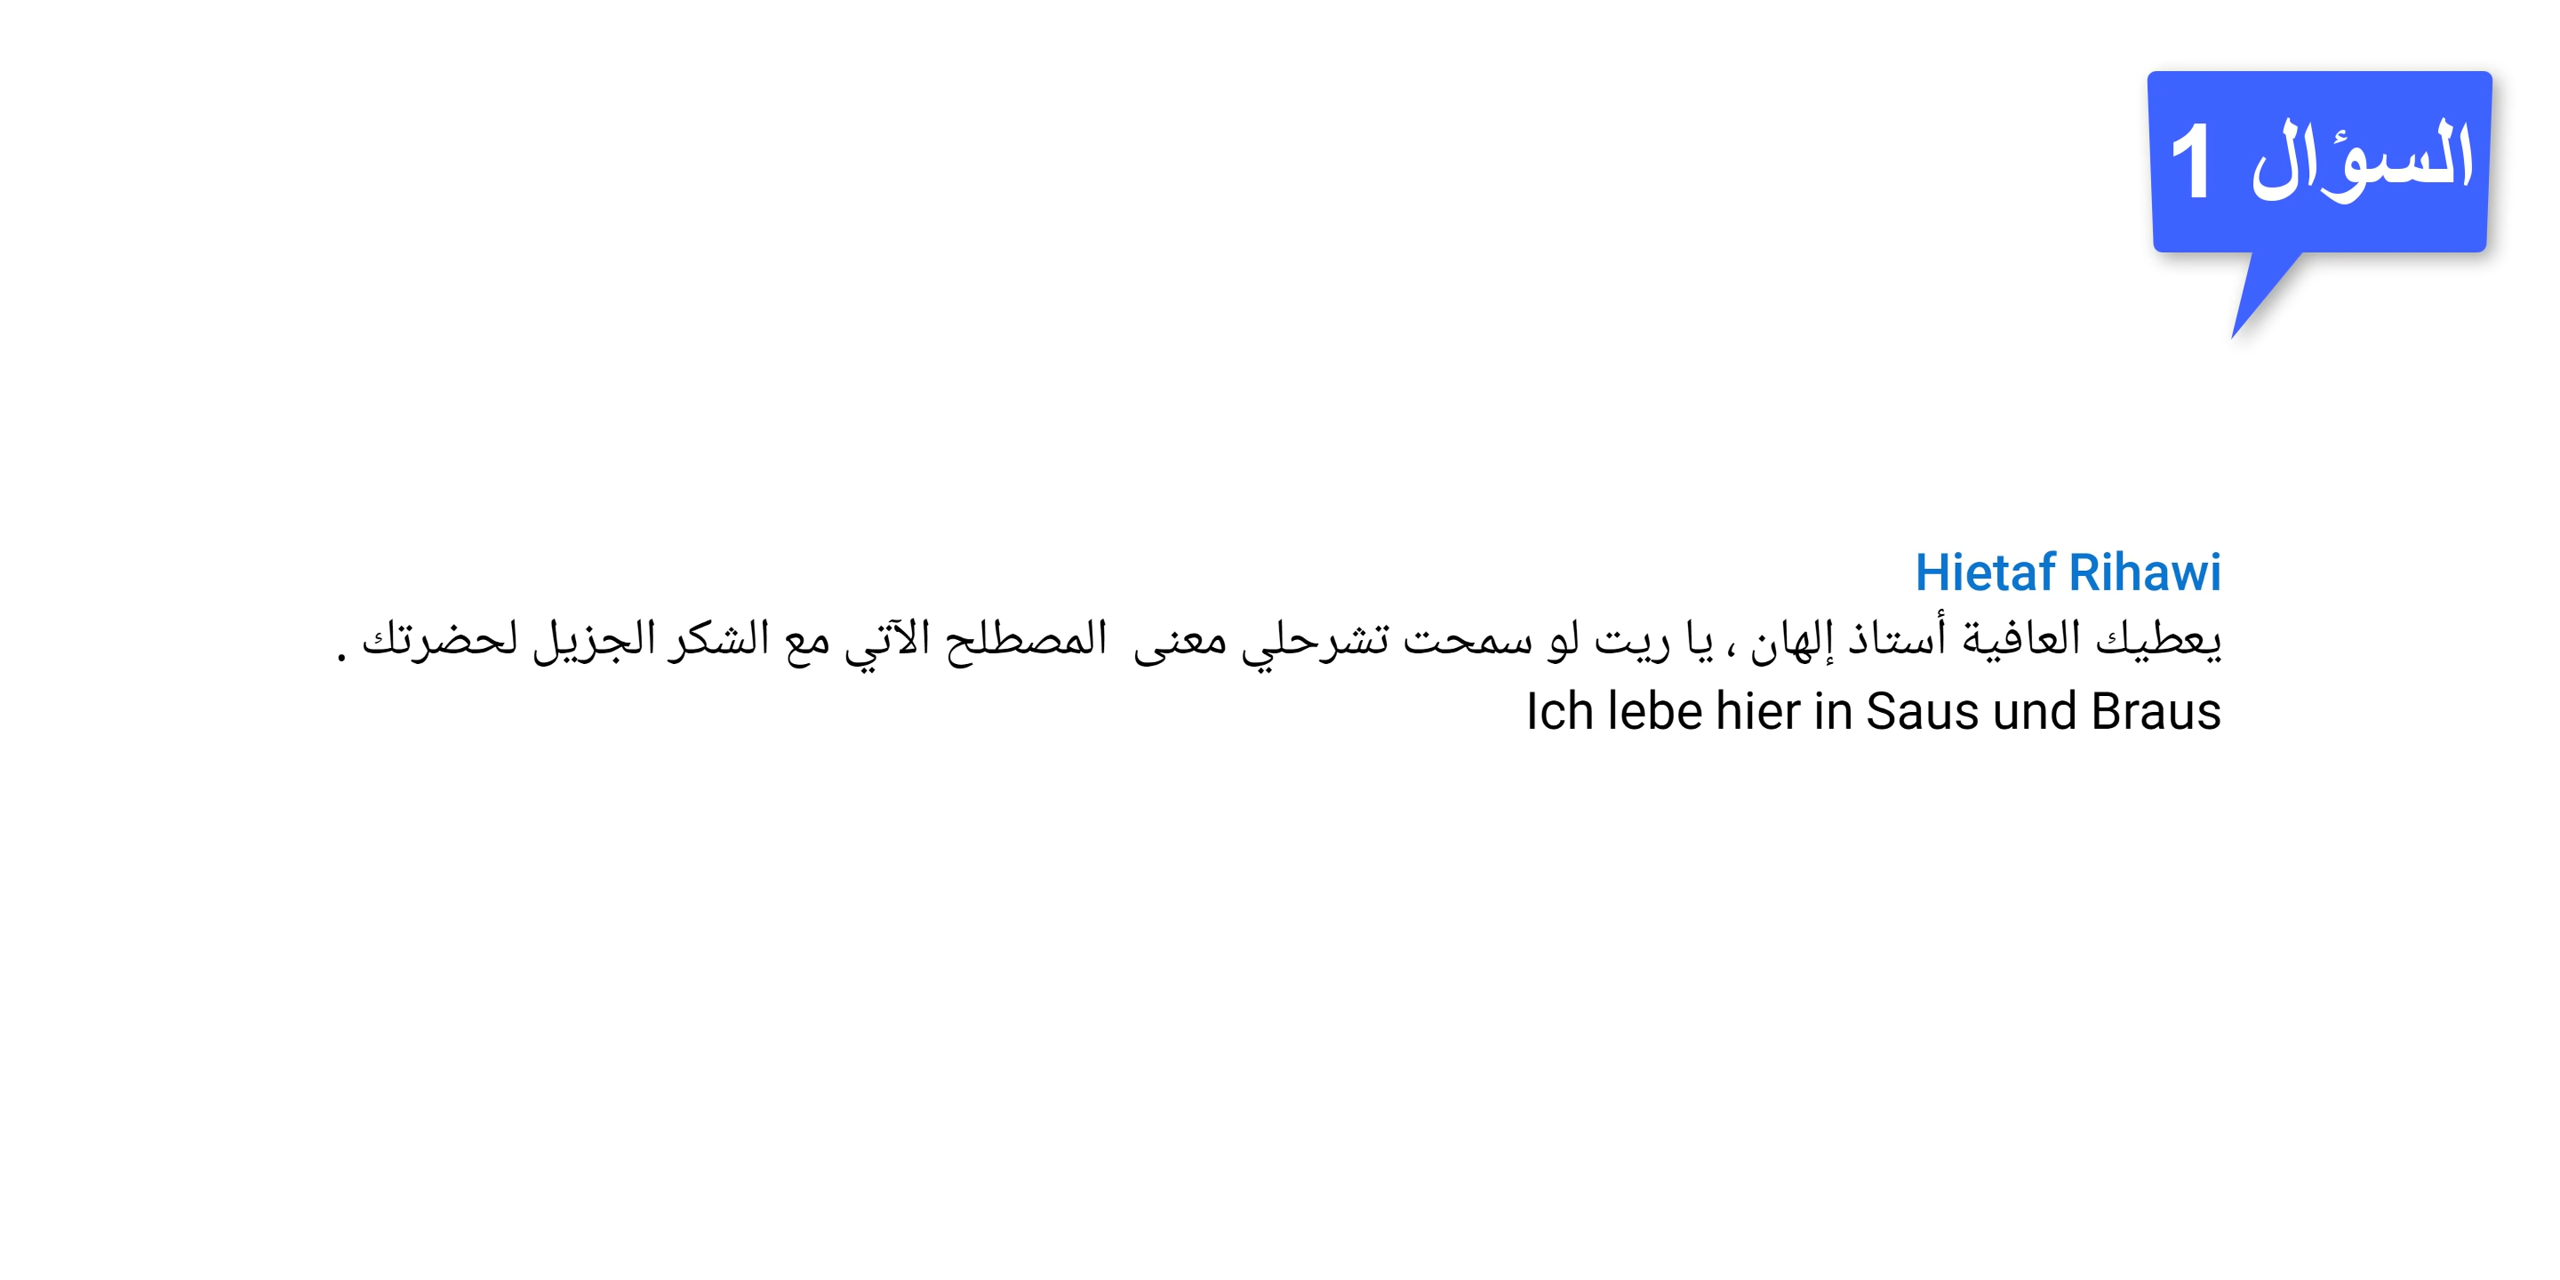 السؤال 1
Hietaf Rihawi
يعطيك العافية أستاذ إلهان ، يا ريت لو سمحت تشرحلي معنى المصطلح الآتي مع الشكر الجزيل لحضرتك .
Ich lebe hier in Saus und Braus